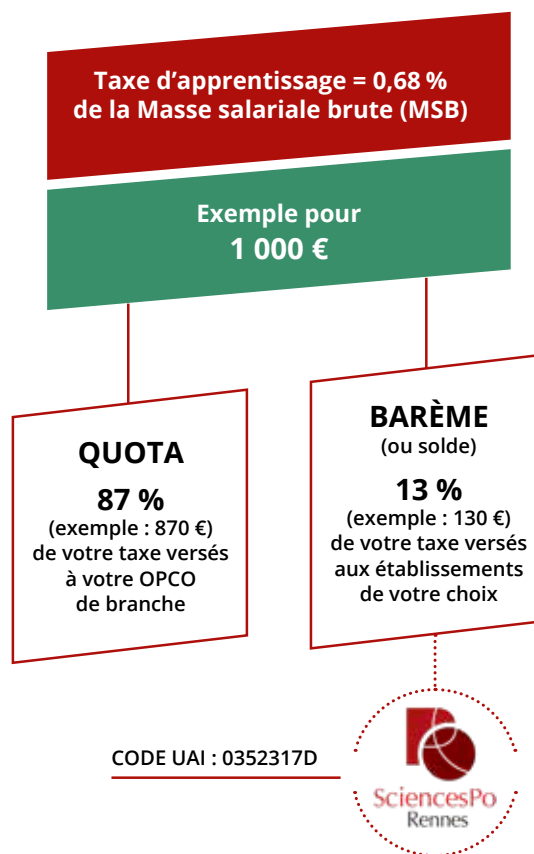 Taxe d’apprentissage = 0,68 %
de la Masse salariale brute (MSB)
Exemple pour
1 000 €
QUOTA
87 %
(exemple : 870 €)
de votre taxe versés
à votre OPCO
de branche
BARÈME
(ou solde)
13 %
(exemple : 130 €)
de votre taxe versés
aux établissements
de votre choix
CODE UAI : 0352317D
SciencesPo
Rennes